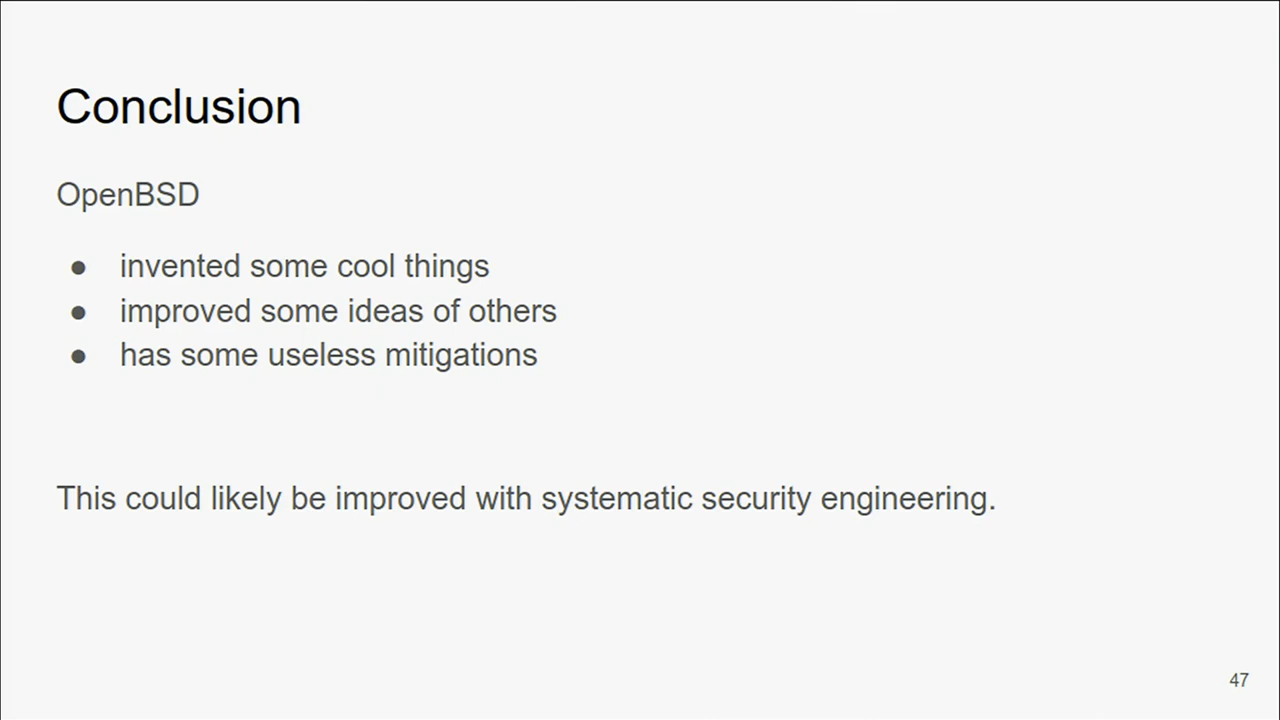 Conclusion
OpenBSD
● invented some cool things
● improved some ideas of others
● has some useless mitigations
This could likely be improved with systematic security engineering.
47